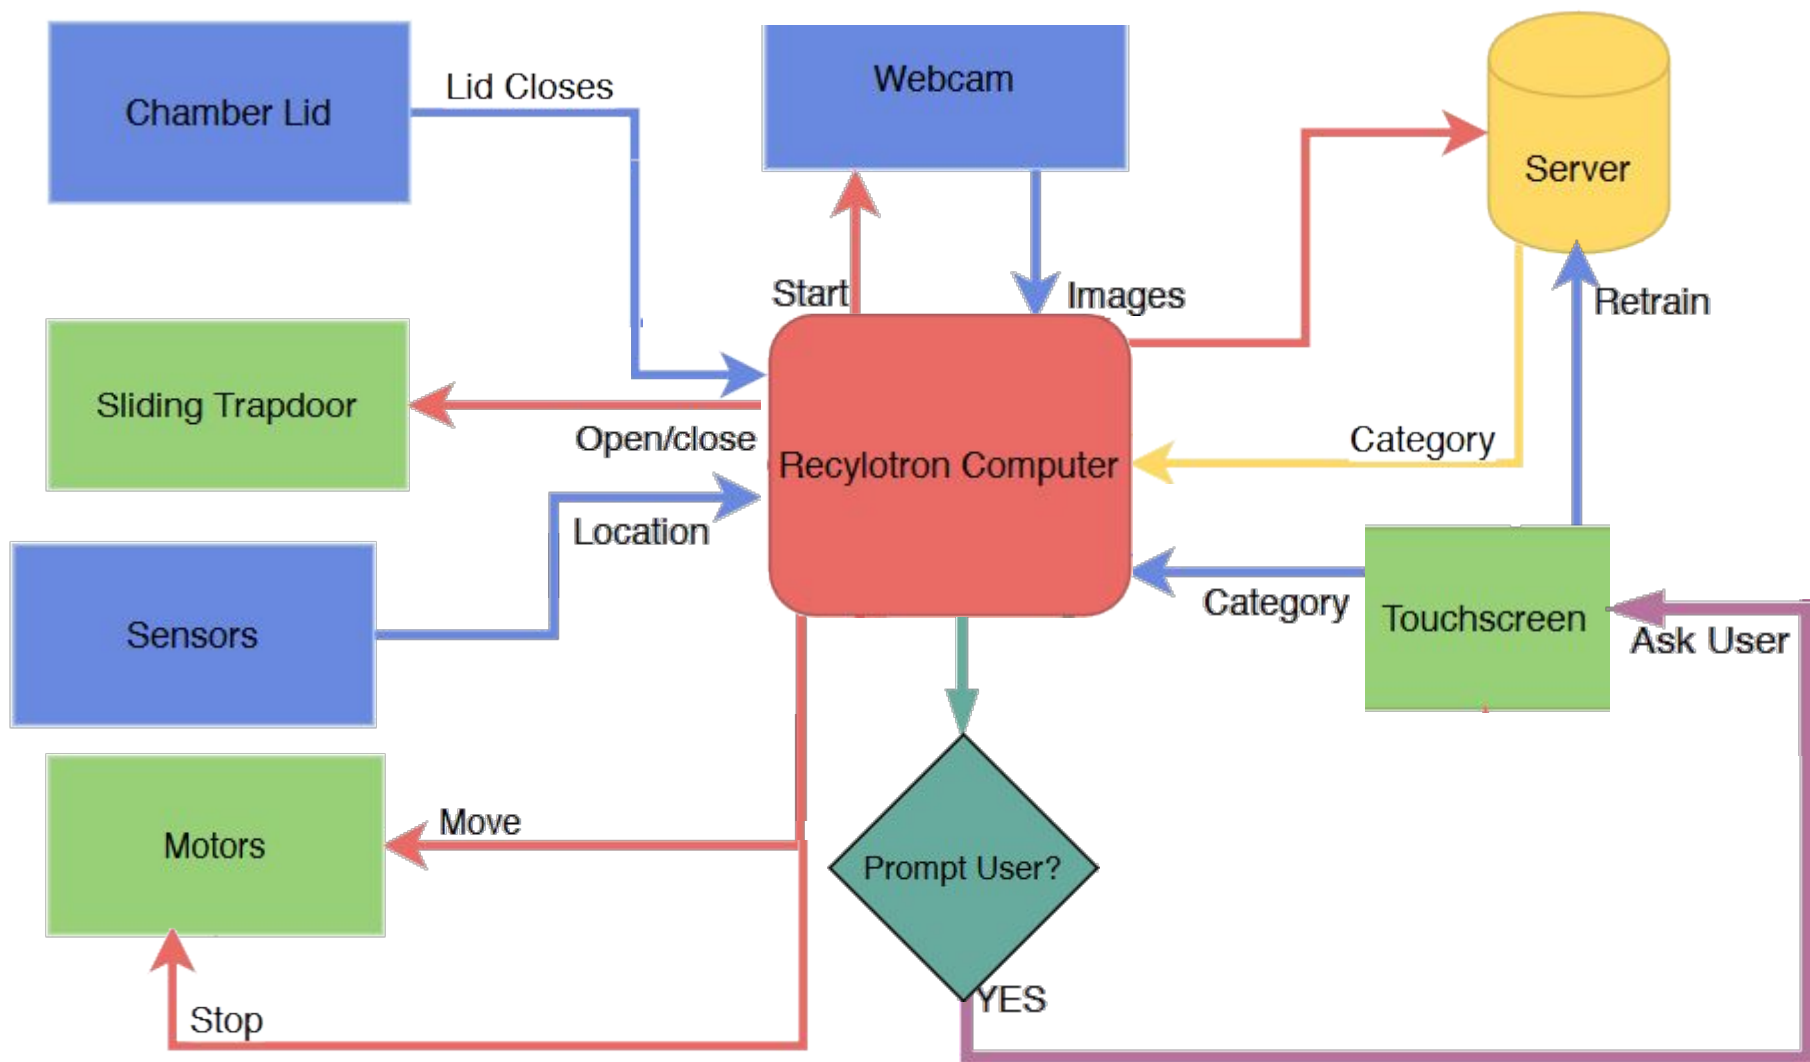 Lid Closes
Webcam
Chamber Lid
Server
Start
Images
Retrain
Sliding Trapdoor
Open/close
Category
Recylotron Computer
Location
Sensors
Category
Touchscreen
Ask User
Move
Motors
Prompt User?
YES
Stop